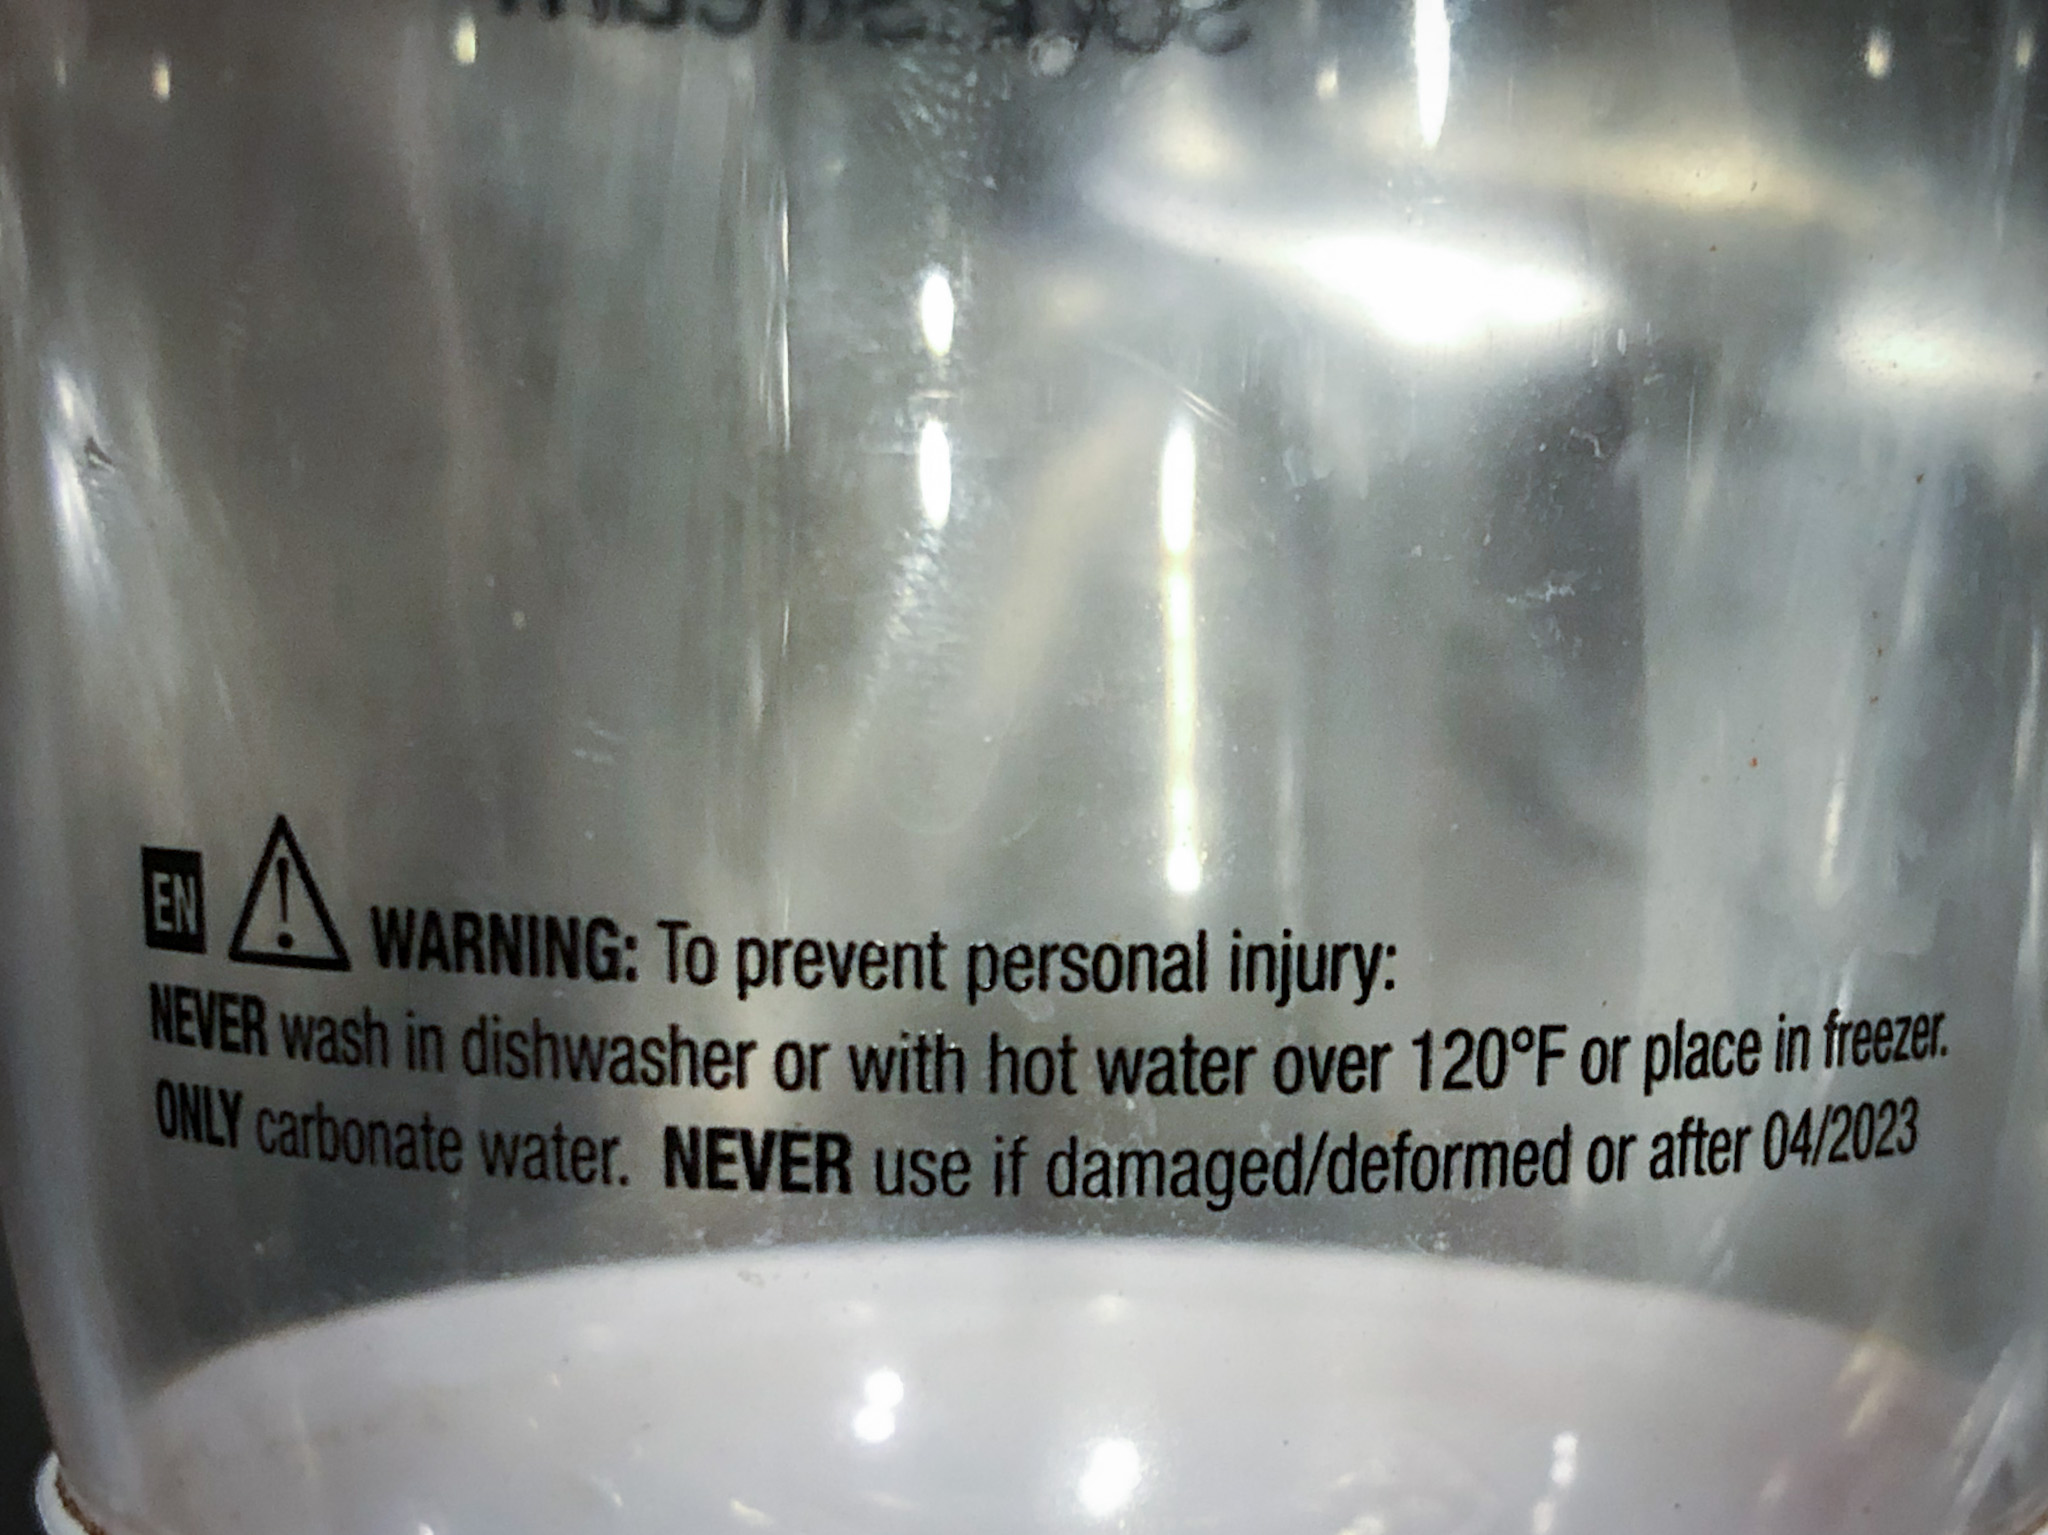 EN WARNING: To prevent personal injury:
NEVER wash in dishwasher or with hot water over 120°F or place in freezer.
ONLY carbonate water. NEVER use if damaged/deformed or after 04/2023